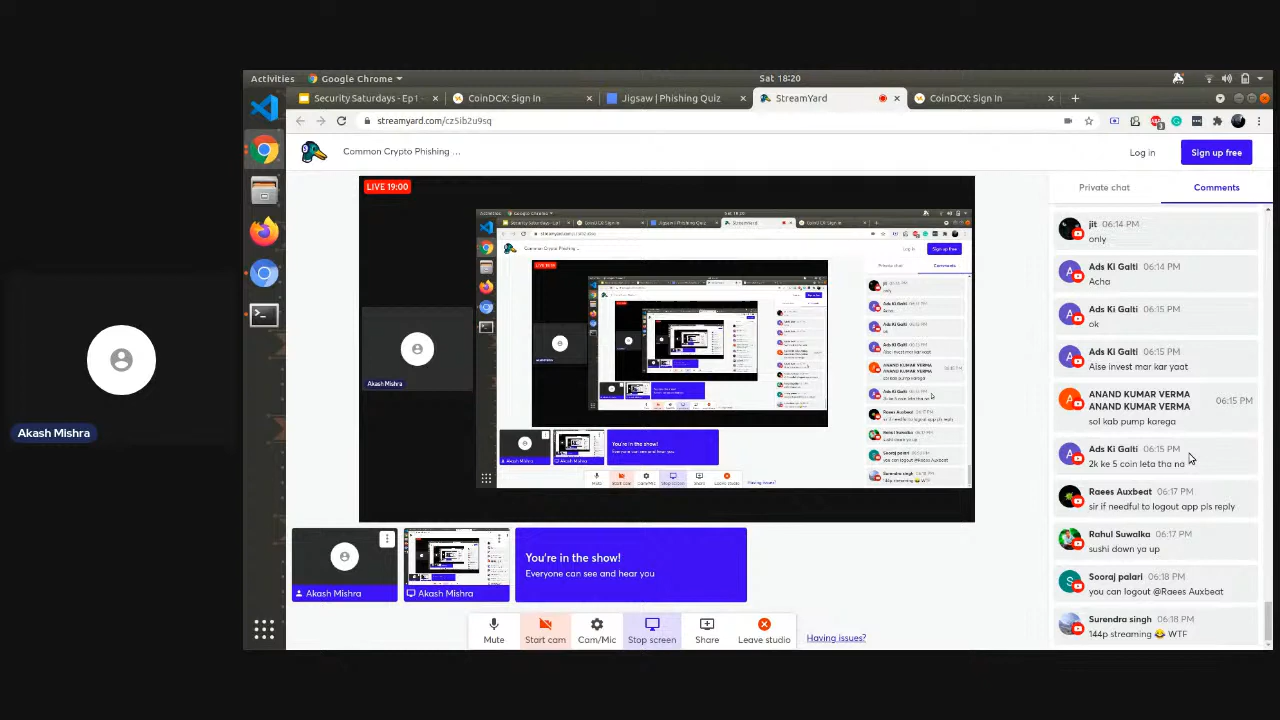 Activities
Google Chrome
Sat 18:20
Security Saturdays - Ep1
CoinDCX: Sign In
Jigsaw | Phishing Quiz
StreamYard
CoinDCX: Sign In
streamyard.com/cz5ib2u9sq
Common Crypto Phishing ...
Log in
Sign up free
LIVE 19:00
Private chat
Comments
jit 06:14 PM
only
Ads Ki Gaiti 06:14 PM
Acha
Ads Ki Gaiti 06:15 PM
ok
Ads Ki Gaiti 06:15 PM
Alse Invest mar kar yaat
ANAND KUMAR VERMA
ANAND KUMAR VERMA
06:15 PM
sol kab pump karega
Ads Ki Gaiti 06:15 PM
2k ke 5 coin leta tha na
Raees Auxbeat 06:17 PM
sir if needful to logout app pls reply
Rahul Suwalka 06:17 PM
sushi down ya up
Sooraj palari 06:18 PM
you can logout @Raees Auxbeat
Surendra singh 06:18 PM
144p streaming 😂 WTF
Akash Mishra
Akash Mishra
You're in the show!
Everyone can see and hear you
Akash Mishra
Akash Mishra
Mute
Start cam
Cam/Mic
Stop screen
Share
Leave studio
Having issues?